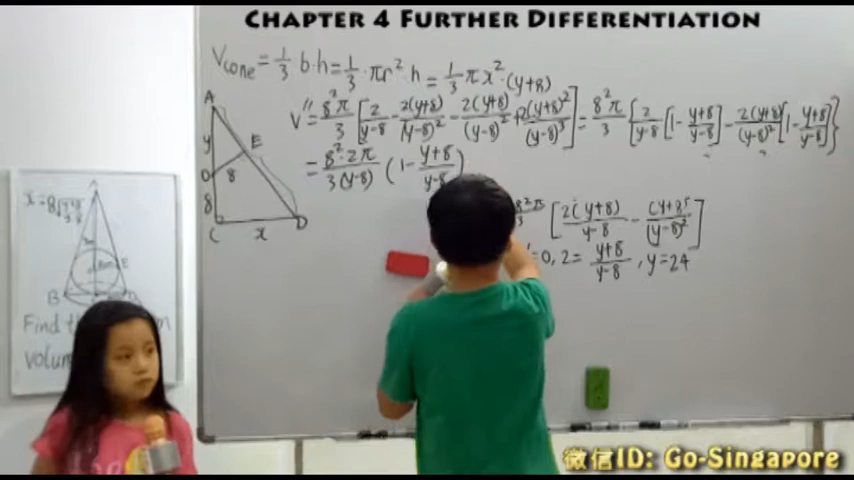 CHAPTER 4 FURTHER DIFFERENTIATION
V cone = 1/3 b·h = 1/3 · πr² · h = 1/3 πx² · (y+8)
V'' = 8²π/3 [2/(y-8) - 2(y+8)/(y-8)² - 2(y+8)/(y-8)² + 2(y+8)²/(y-8)³] = 8²π/3 {2/(y-8) [1 - (y+8)/(y-8)] - 2(y+8)/(y-8)² [1 - (y+8)/(y-8)]}
= 8²·2π/(3(y-8)) (1 - (y+8)/(y-8))
8²π/3 [2(y+8)/(y-8) - (y+8)²/(y-8)²]
=0, 2 = (y+8)/(y-8), y=24
A
y
E
O
8
8
C
x
D
x=8
E
B
Find
volum
微信ID: Go-Singapore